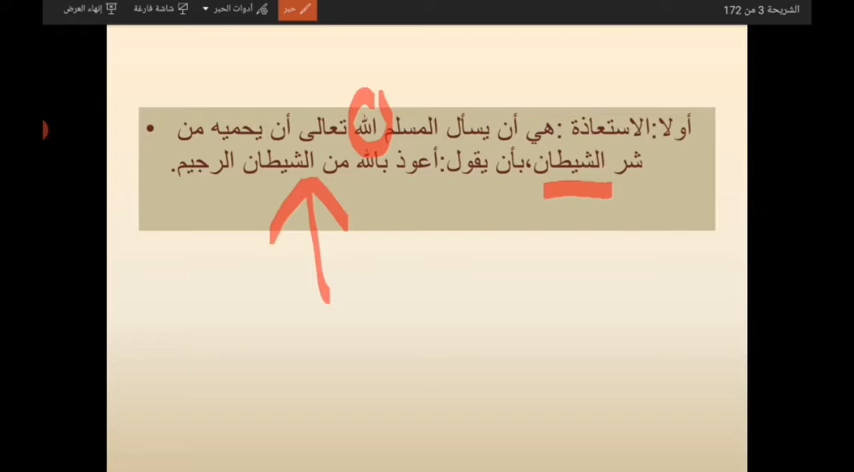 الشريحة 3 من 172
حبر
أدوات الحبر
شاشة فارغة
إنهاء العرض
أولا:الاستعاذة :هي أن يسأل المسلم الله تعالى أن يحميه من
شر الشيطان،بأن يقول:أعوذ بالله من الشيطان الرجيم.